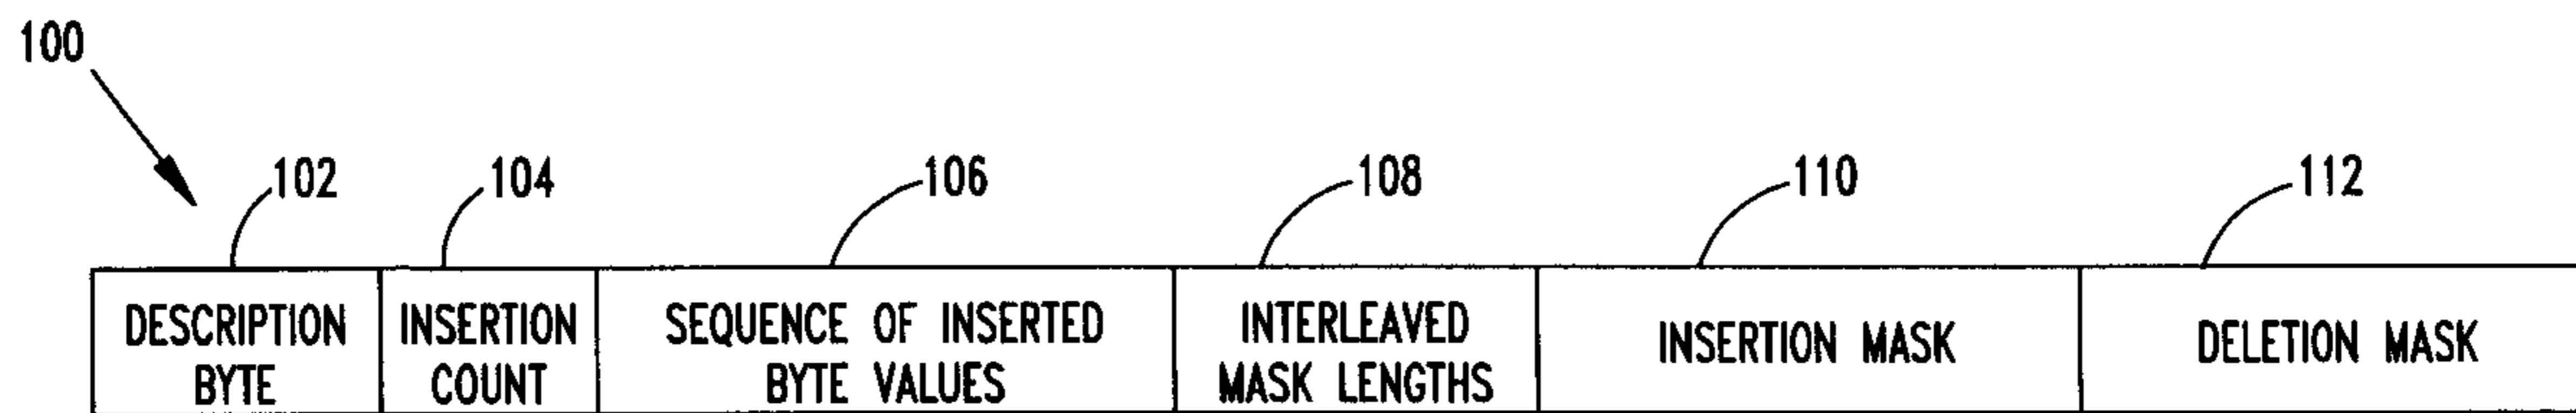 100
102
104
106
108
110
112
DESCRIPTION
BYTE
INSERTION
COUNT
SEQUENCE OF INSERTED
BYTE VALUES
INTERLEAVED
MASK LENGTHS
INSERTION MASK
DELETION MASK